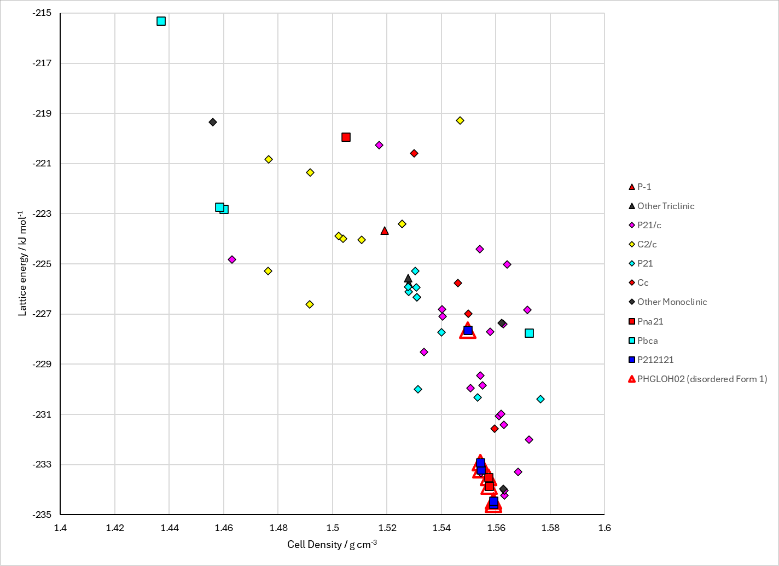 -215
-217
-219
-221
-223
-225
-227
-229
-231
-233
-235
Lattice energy / kJ mol⁻¹
1.4 1.42 1.44 1.46 1.48 1.5 1.52 1.54 1.56 1.58 1.6
Cell Density / g cm⁻³
P-1
Other Triclinic
P21/c
C2/c
P21
Cc
Other Monoclinic
Pna21
Pbca
P212121
PHGLOH02 (disordered Form 1)